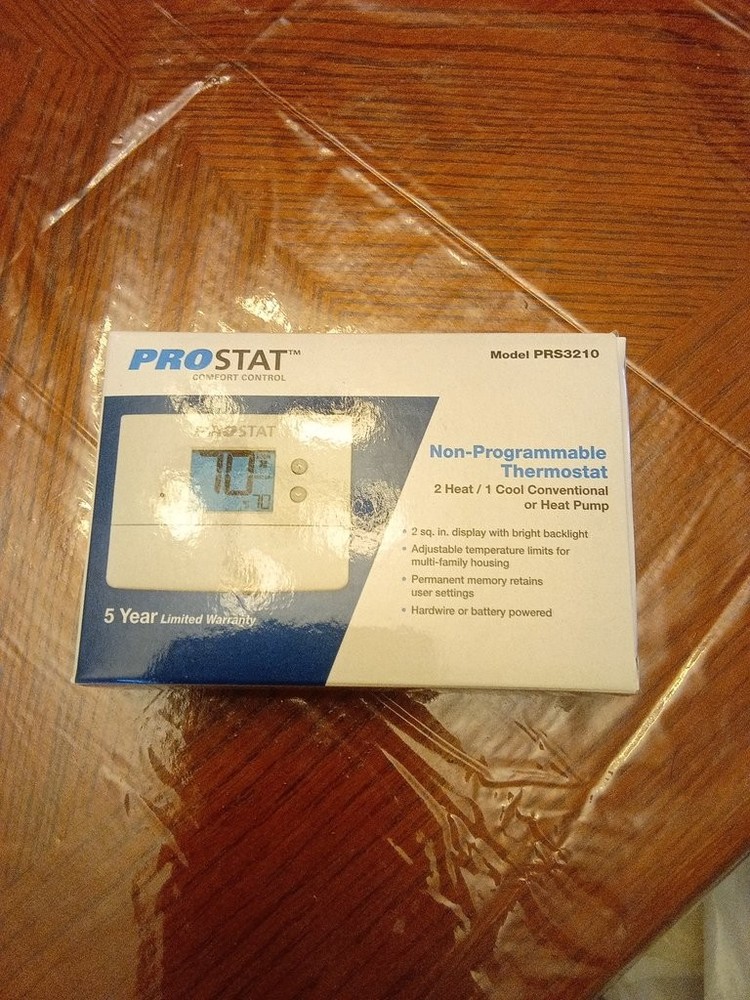 PROSTAT™
COMFORT CONTROL
Model PRS3210
PROSTAT
70
70
Non-Programmable
Thermostat
2 Heat / 1 Cool Conventional
or Heat Pump
• 2 sq. in. display with bright backlight
• Adjustable temperature limits for
multi-family housing
• Permanent memory retains
user settings
• Hardwire or battery powered
5 Year Limited Warranty